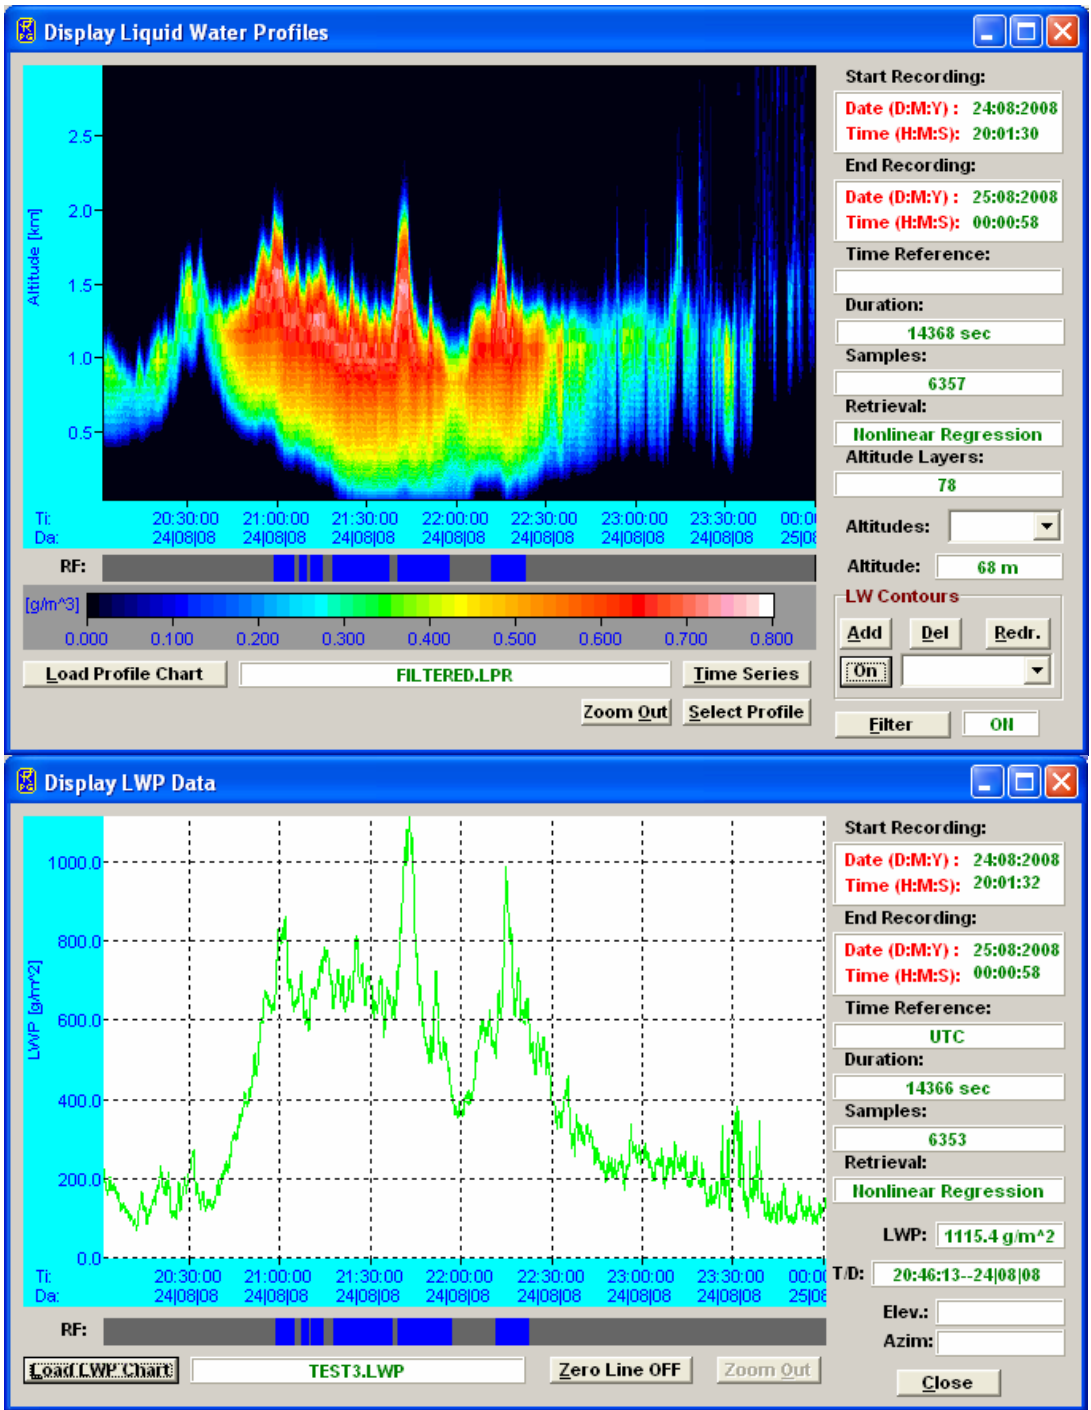 Display Liquid Water Profiles
Start Recording:
Date (D:M:Y) : 24:08:2008
Time (H:M:S): 20:01:30
End Recording:
Date (D:M:Y) : 25:08:2008
Time (H:M:S): 00:00:58
Time Reference:
Duration:
14368 sec
Samples:
6357
Retrieval:
Nonlinear Regression
Altitude Layers:
78
Altitudes:
Altitude: 68 m
LW Contours
Add Del Redr.
On
Filter ON
Altitude [km]
2.5
2.0
1.5
1.0
0.5
Ti: 20:30:00 21:00:00 21:30:00 22:00:00 22:30:00 23:00:00 23:30:00 00:0
Da: 24|08|08 24|08|08 24|08|08 24|08|08 24|08|08 24|08|08 24|08|08 25|0
RF:
[g/m^3]
0.000 0.100 0.200 0.300 0.400 0.500 0.600 0.700 0.800
Load Profile Chart FILTERED.LPR Time Series
Zoom Out Select Profile
Display LWP Data
Start Recording:
Date (D:M:Y) : 24:08:2008
Time (H:M:S): 20:01:32
End Recording:
Date (D:M:Y) : 25:08:2008
Time (H:M:S): 00:00:58
Time Reference:
UTC
Duration:
14366 sec
Samples:
6353
Retrieval:
Nonlinear Regression
LWP: 1115.4 g/m^2
T/D: 20:46:13--24|08|08
Elev.:
Azim:
Close
LWP [g/m^2]
1000.0
800.0
600.0
400.0
200.0
0.0
Ti: 20:30:00 21:00:00 21:30:00 22:00:00 22:30:00 23:00:00 23:30:00 00:00
Da: 24|08|08 24|08|08 24|08|08 24|08|08 24|08|08 24|08|08 24|08|08 25|08
RF:
Load LWP Chart TEST3.LWP Zero Line OFF Zoom Out